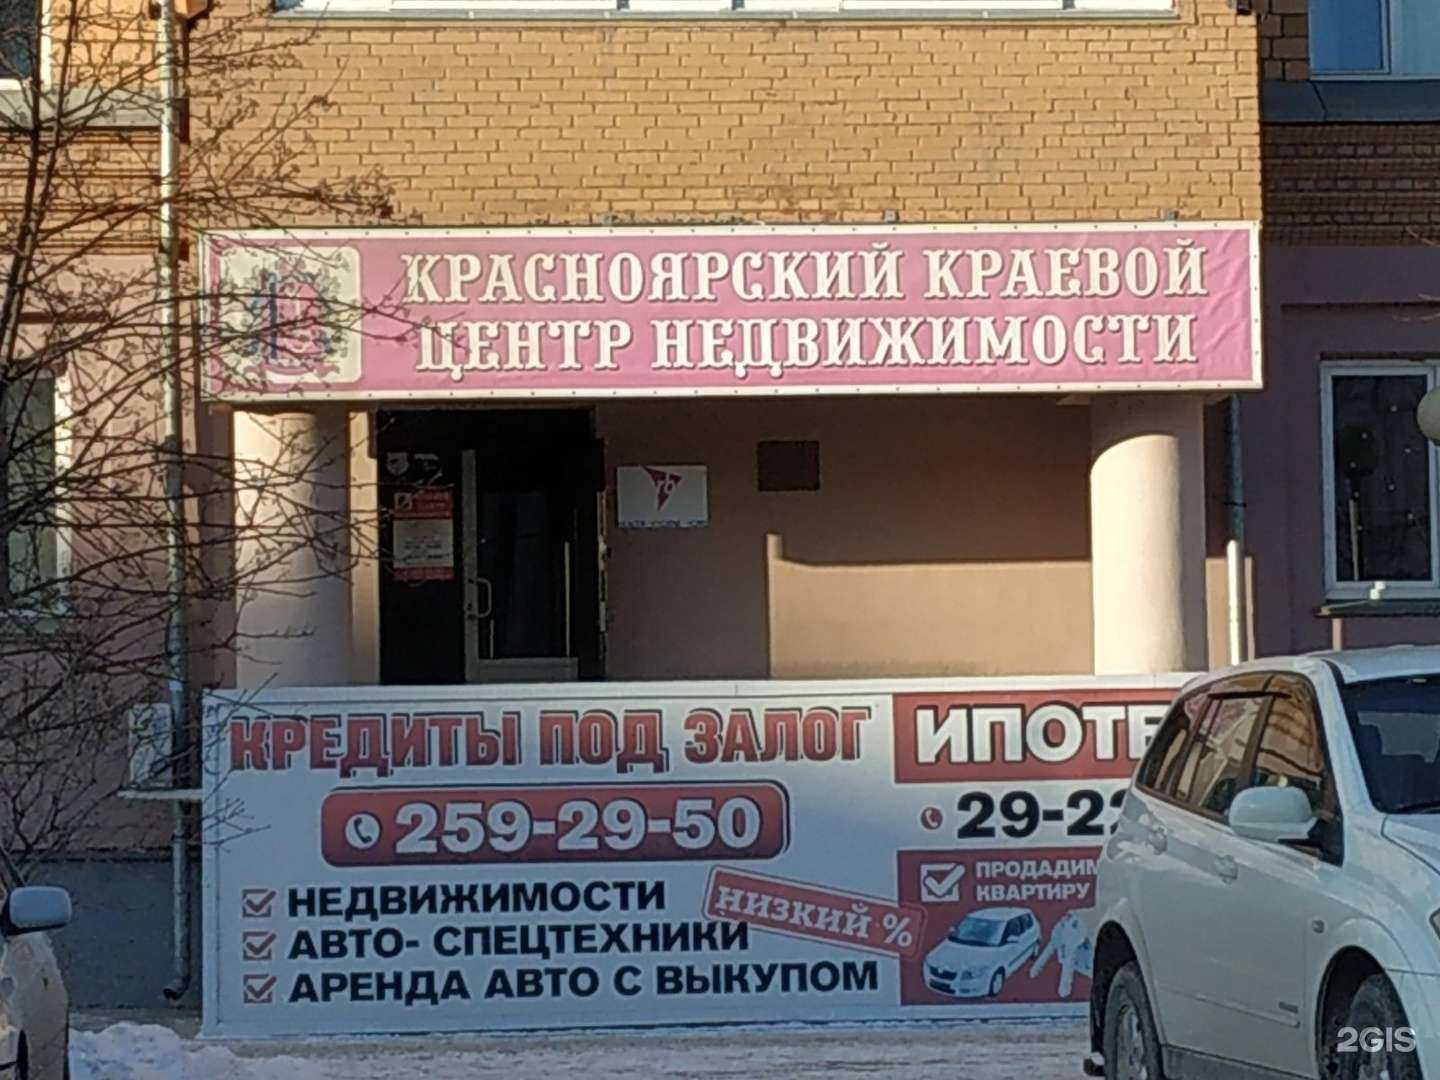 КРАСНОЯРСКИЙ КРАЕВОЙ
ЦЕНТР НЕДВИЖИМОСТИ
rb
КРЕДИТЫ ПОД ЗАЛОГ
259-29-50
НЕДВИЖИМОСТИ
АВТО- СПЕЦТЕХНИКИ
АРЕНДА АВТО С ВЫКУПОМ
НИЗКИЙ %
ИПОТЕ
29-22
ПРОДАДИМ
КВАРТИРУ
2GIS